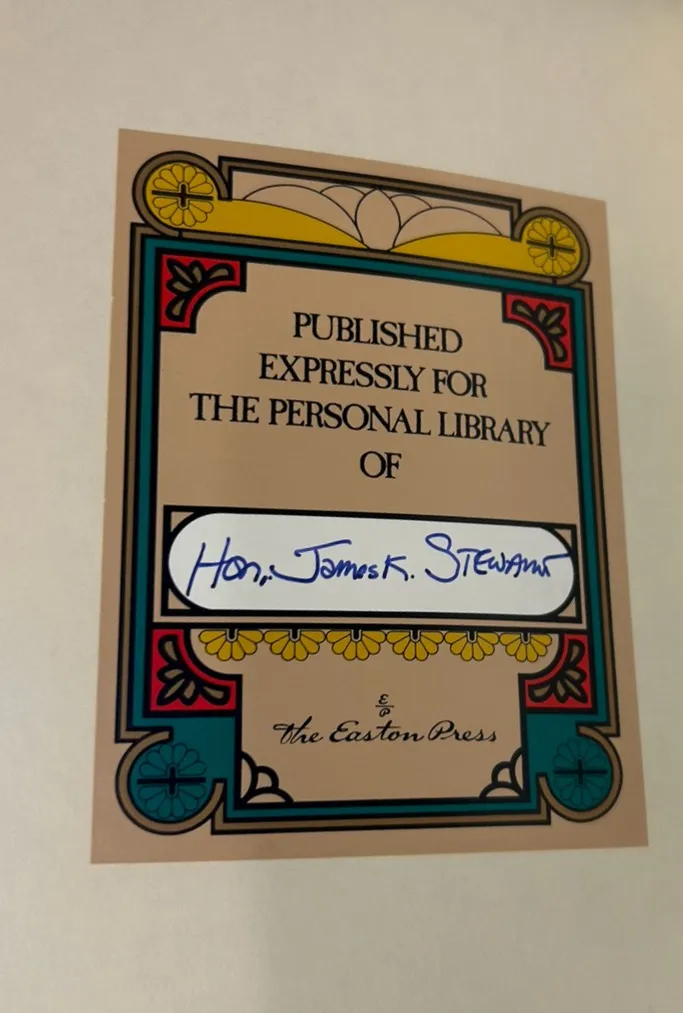 PUBLISHED
EXPRESSLY FOR
THE PERSONAL LIBRARY
OF
Hon. James K. Stewart
E
P
The Easton Press